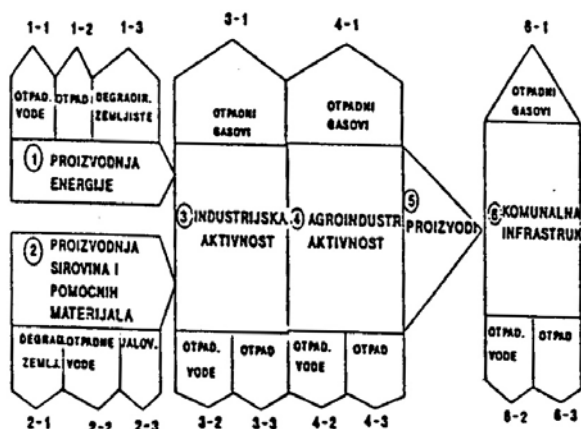 1-1 1-2 1-3 3-1 4-1 6-1
OTPAD. VODE
OTPAD
DEGRADIR. ZEMLJISTE
OTPADNI GASOVI
OTPADNI GASOVI
OTPADNI GASOVI
1 PROIZVODNJA
ENERGIJE
2 PROIZVODNJA
SIROVINA I
POMOĆNIH
MATERIJALA
3 INDUSTRIJSKA
AKTIVNOST
4 AGROINDUSTR
AKTIVNOST
5
PROIZVODI
6 KOMUNALNA
INFRASTRUK
DEGRAD. ZEMLJ.
OTPADNE VODE
JALOV.
OTPAD. VODE
OTPAD
OTPAD. VODE
OTPAD
OTPAD. VODE
OTPAD
2-1 2-2 2-3 3-2 3-3 4-2 4-3 6-2 6-3